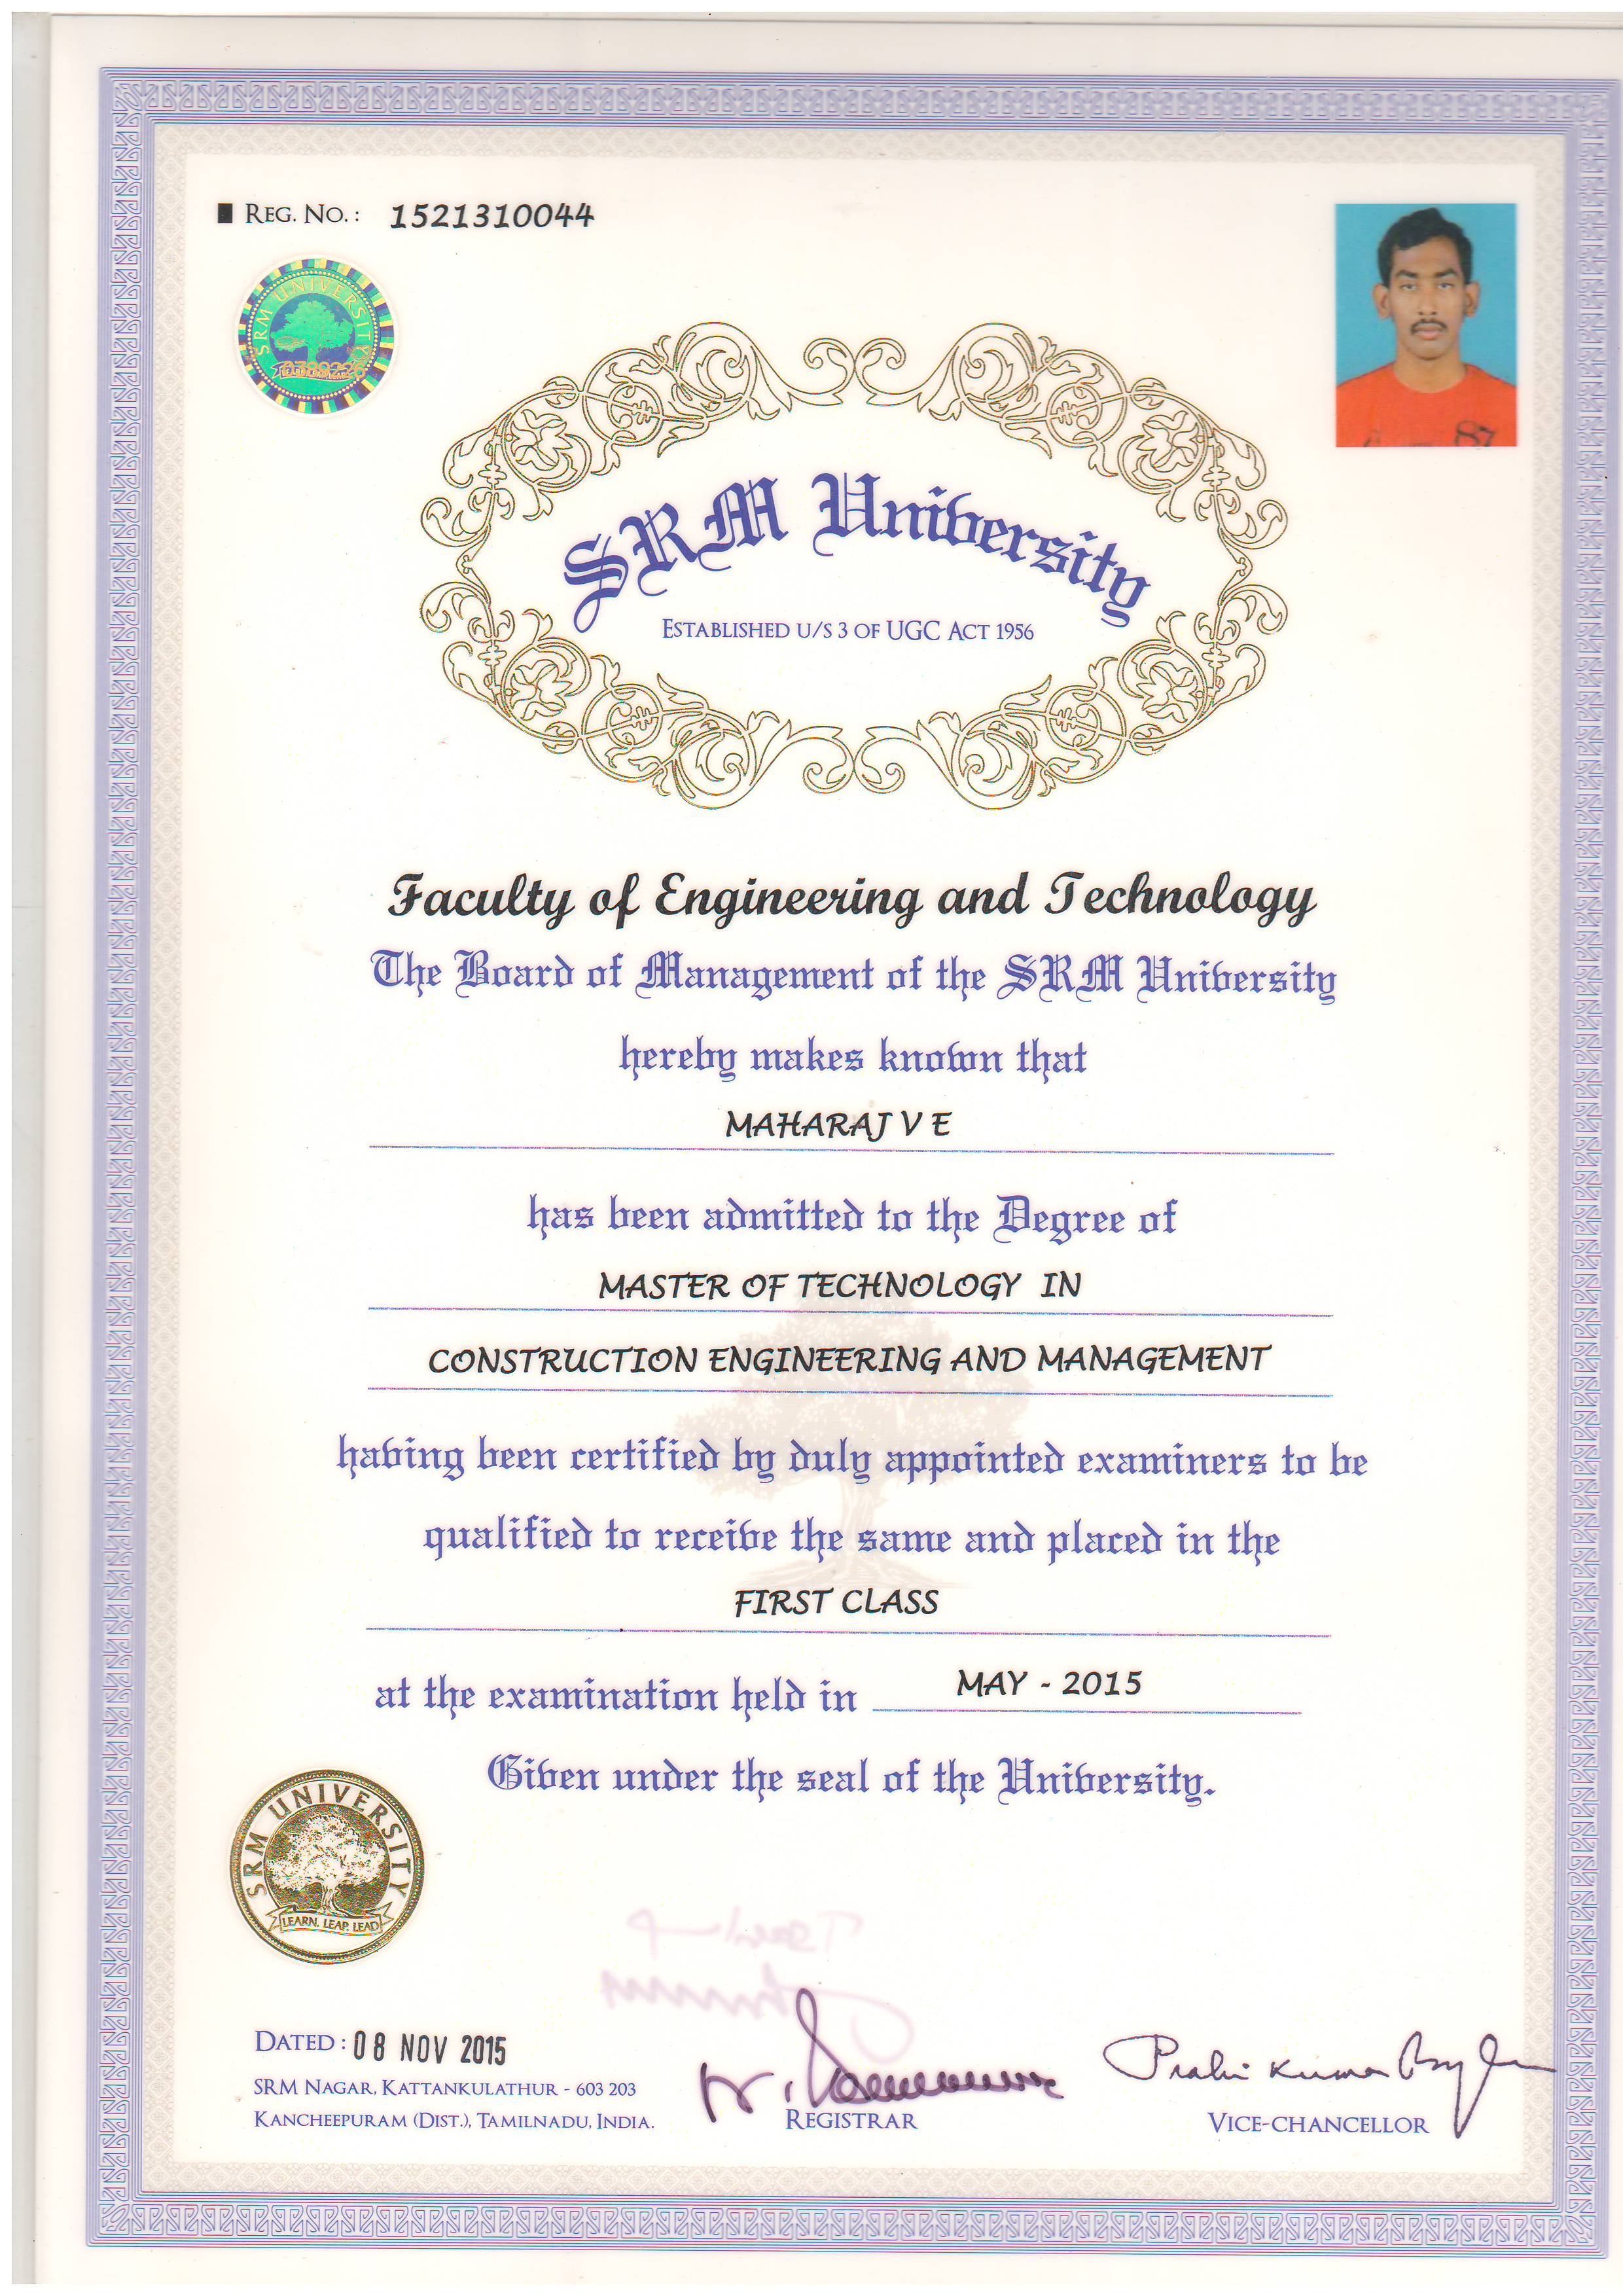 REG. NO. : 1521310044
SRM UNIVERSITY
0389226
87
SRM University
ESTABLISHED U/S 3 OF UGC ACT 1956
Faculty of Engineering and Technology
The Board of Management of the SRM University
hereby makes known that
MAHARAJ V E
has been admitted to the Degree of
MASTER OF TECHNOLOGY IN
CONSTRUCTION ENGINEERING AND MANAGEMENT
having been certified by duly appointed examiners to be
qualified to receive the same and placed in the
FIRST CLASS
at the examination held in MAY - 2015
Given under the seal of the University.
SRM UNIVERSITY
LEARN. LEAP. LEAD
DATED : 08 NOV 2015
SRM NAGAR, KATTANKULATHUR - 603 203
KANCHEEPURAM (DIST.), TAMILNADU, INDIA.
REGISTRAR
VICE-CHANCELLOR